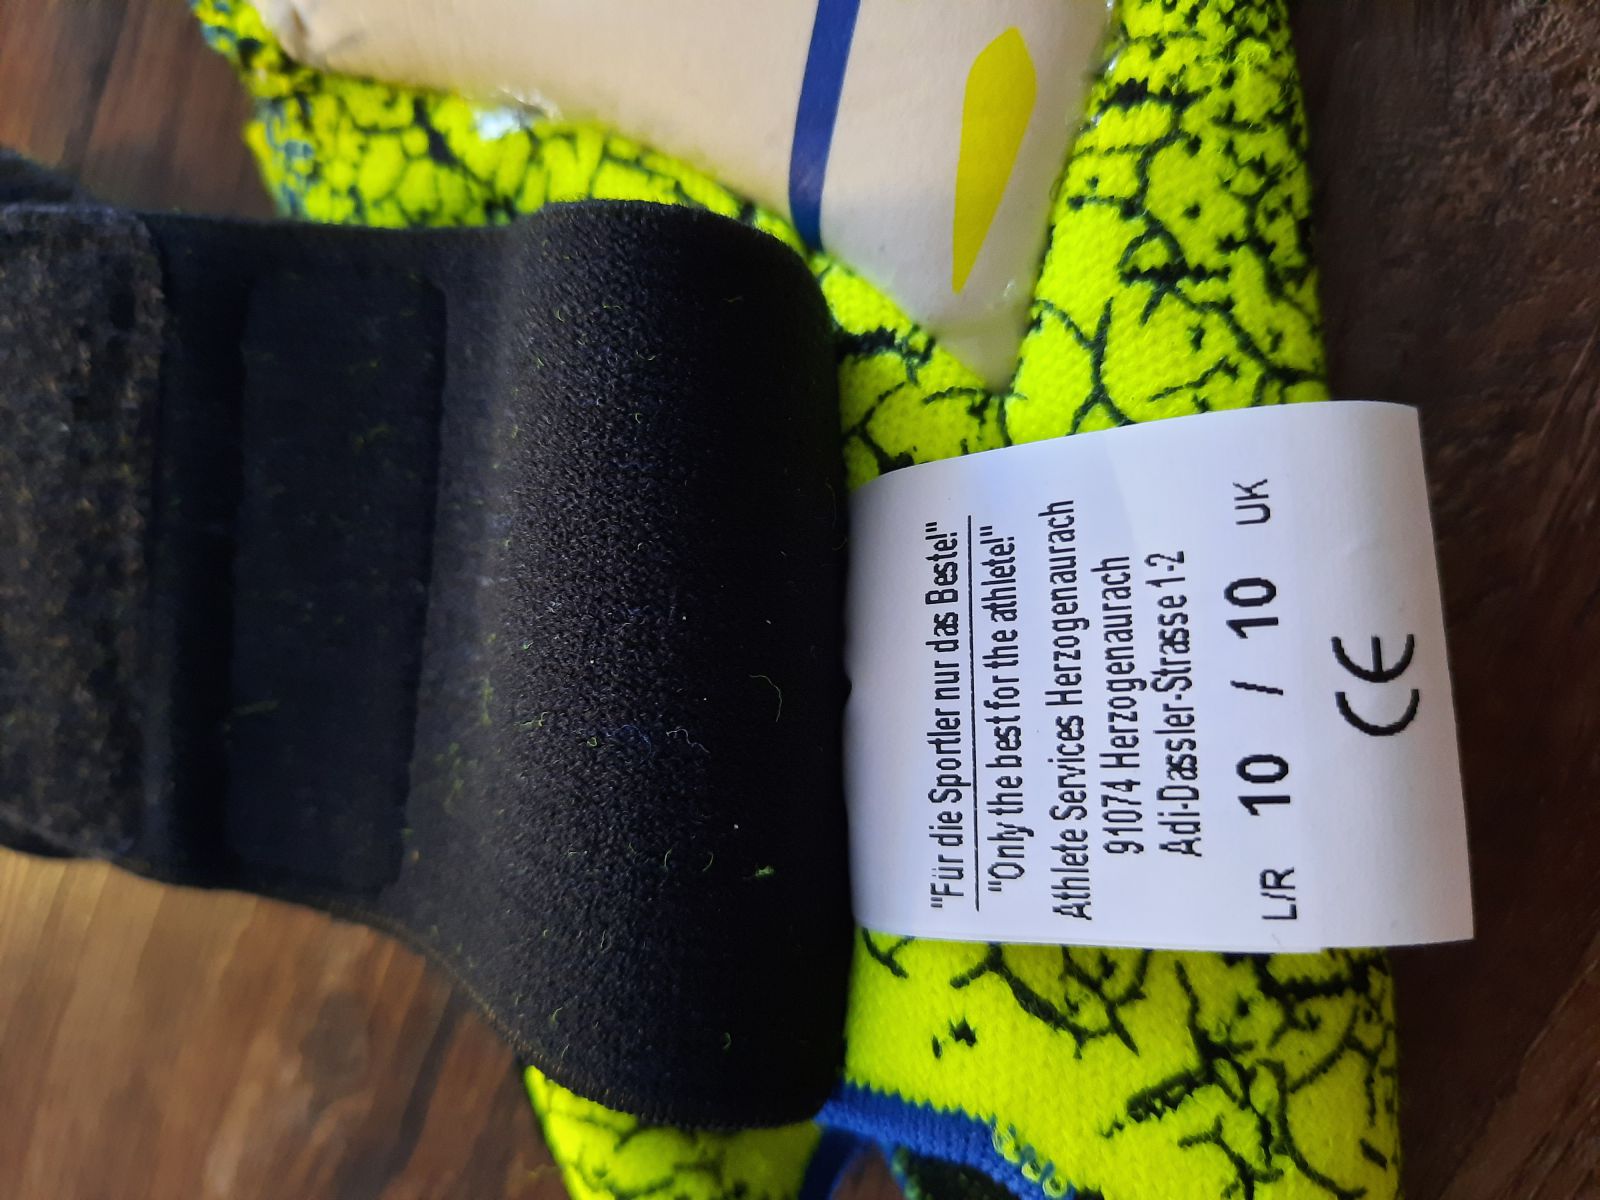 "Für die Sportler nur das Beste!"
"Only the best for the athlete!"
Athlete Services Herzogenaurach
91074 Herzogenaurach
Adi-Dassler-Strasse 1-2
L/R 10 / 10 UK
CE